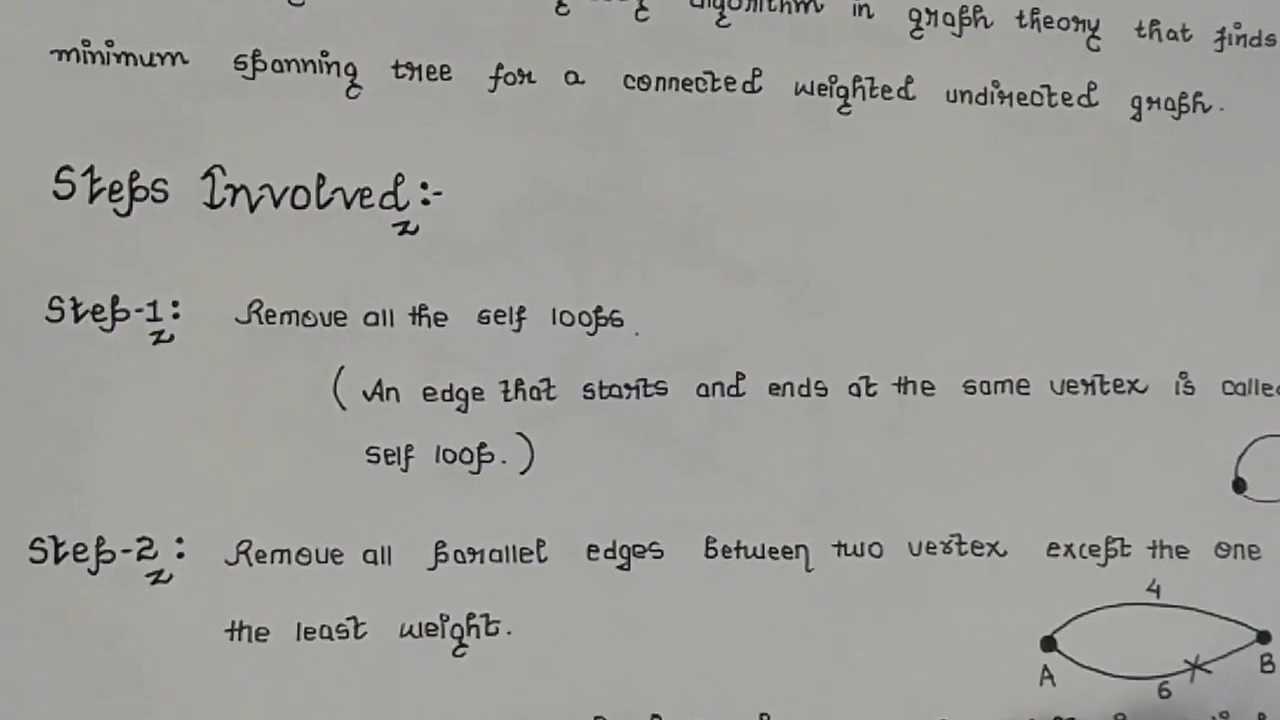 algorithm in graph theory that finds
minimum spanning tree for a connected weighted undirected graph.
Steps Involved:-
Step-1: Remove all the self loops.
( An edge that starts and ends at the same vertex is calle
self loop. )
Step-2: Remove all parallel edges between two vertex except the one
4
the least weight.
A
B
6